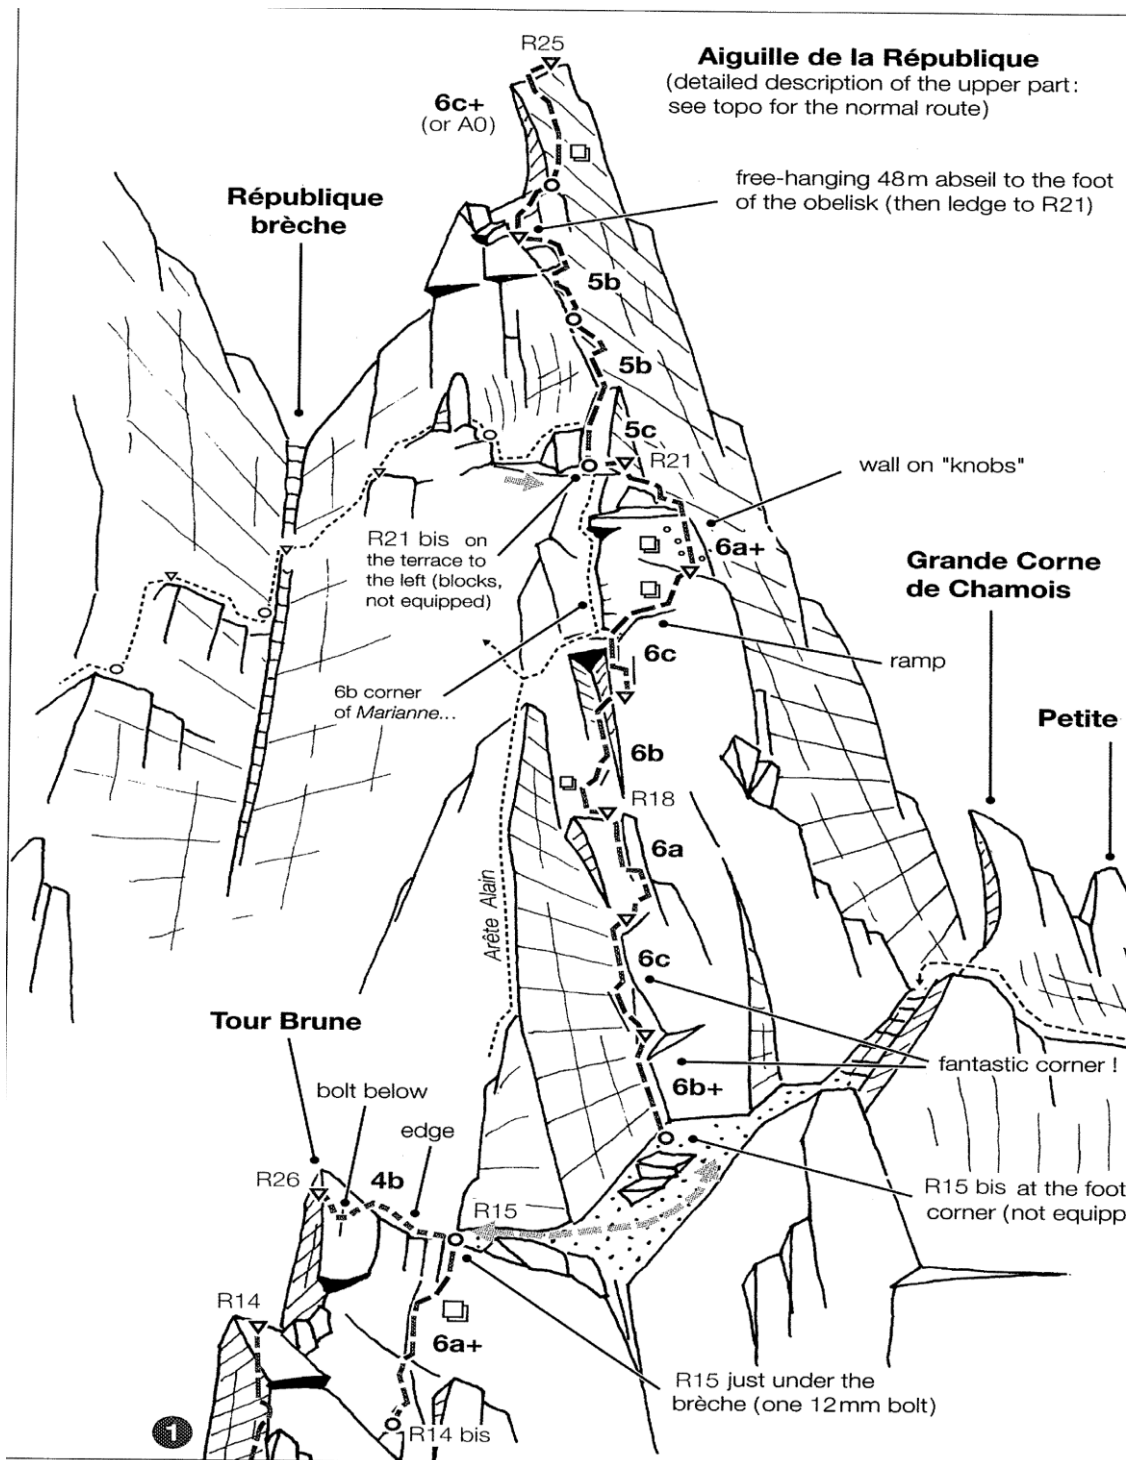 R25
Aiguille de la République
(detailed description of the upper part:
see topo for the normal route)
6c+
(or A0)
free-hanging 48m abseil to the foot
of the obelisk (then ledge to R21)
République
brèche
5b
5b
5c
R21
wall on "knobs"
R21 bis on
the terrace to
the left (blocks,
not equipped)
6a+
Grande Corne
de Chamois
6c
ramp
6b corner
of Marianne...
Petite
6b
R18
6a
Arête Alain
6c
Tour Brune
fantastic corner !
bolt below
6b+
edge
R26
4b
R15
R15 bis at the foot
corner (not equipp
R14
6a+
R15 just under the
brèche (one 12mm bolt)
1
R14 bis